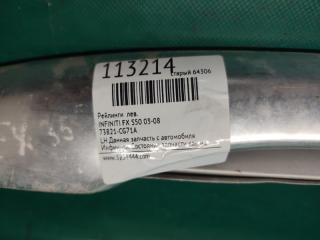 113214 старый 64306
Рейлинги лев.
INFINITI FX S50 03-08
73821-CG71A
LH Данная запчасть с автомобиля